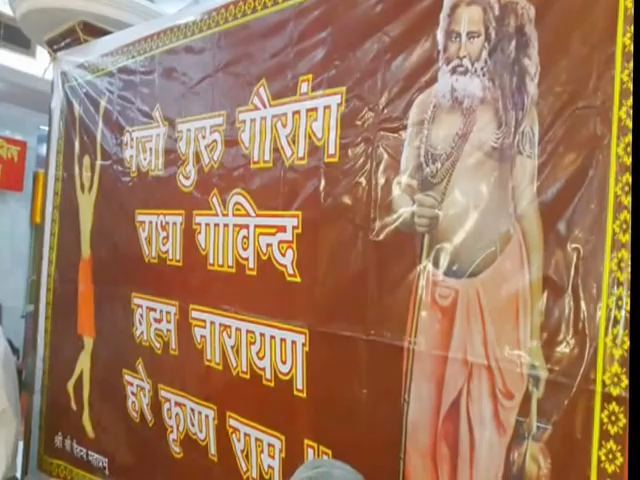 भजो गुरु गौरांग
राधा गोविन्द
ब्रह्म नारायण
हरे कृष्ण राम ॥
श्री श्री चैतन्य महाप्रभु